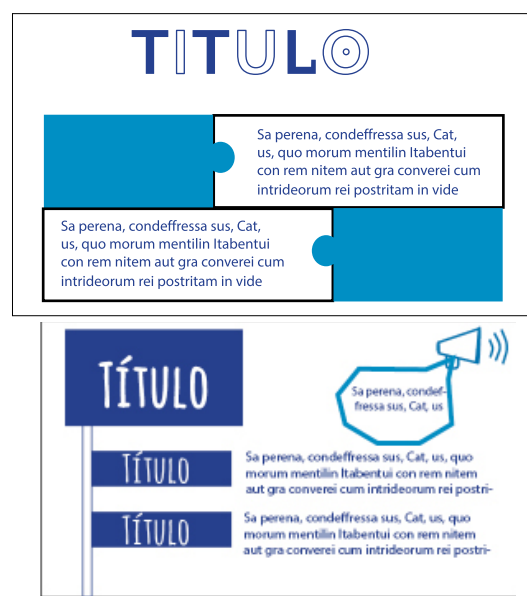 TITULO
Sa perena, condeffressa sus, Cat,
us, quo morum mentilin Itabentui
con rem nitem aut gra converei cum
intrideorum rei postritam in vide
Sa perena, condeffressa sus, Cat,
us, quo morum mentilin Itabentui
con rem nitem aut gra converei cum
intrideorum rei postritam in vide
TÍTULO
Sa perena, condef-
fressa sus, Cat, us
TÍTULO
Sa perena, condeffressa sus, Cat, us, quo
morum mentilin Itabentui con rem nitem
aut gra converei cum intrideorum rei postri-
TÍTULO
Sa perena, condeffressa sus, Cat, us, quo
morum mentilin Itabentui con rem nitem
aut gra converei cum intrideorum rei postri-